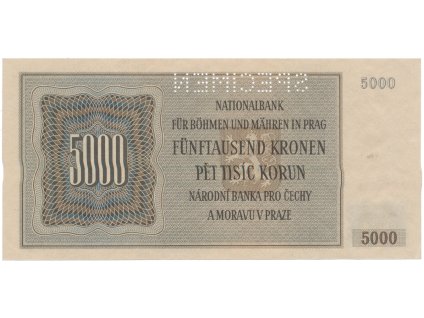 SPECIMEN
5000
NATIONALBANK
FÜR BÖHMEN UND MÄHREN IN PRAG
FÜNFTAUSEND KRONEN
PĚT TISÍC KORUN
NÁRODNÍ BANKA PRO ČECHY
A MORAVU V PRAZE
5000
5000